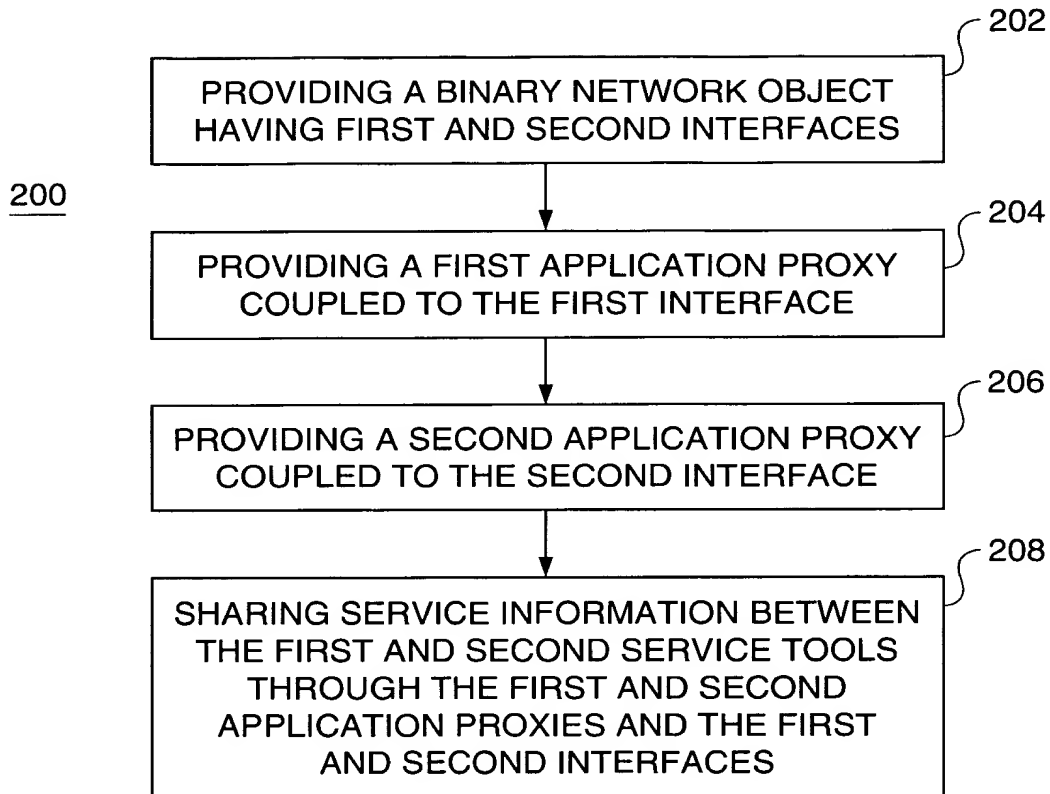 202
PROVIDING A BINARY NETWORK OBJECT
HAVING FIRST AND SECOND INTERFACES
200
204
PROVIDING A FIRST APPLICATION PROXY
COUPLED TO THE FIRST INTERFACE
206
PROVIDING A SECOND APPLICATION PROXY
COUPLED TO THE SECOND INTERFACE
208
SHARING SERVICE INFORMATION BETWEEN
THE FIRST AND SECOND SERVICE TOOLS
THROUGH THE FIRST AND SECOND
APPLICATION PROXIES AND THE FIRST
AND SECOND INTERFACES